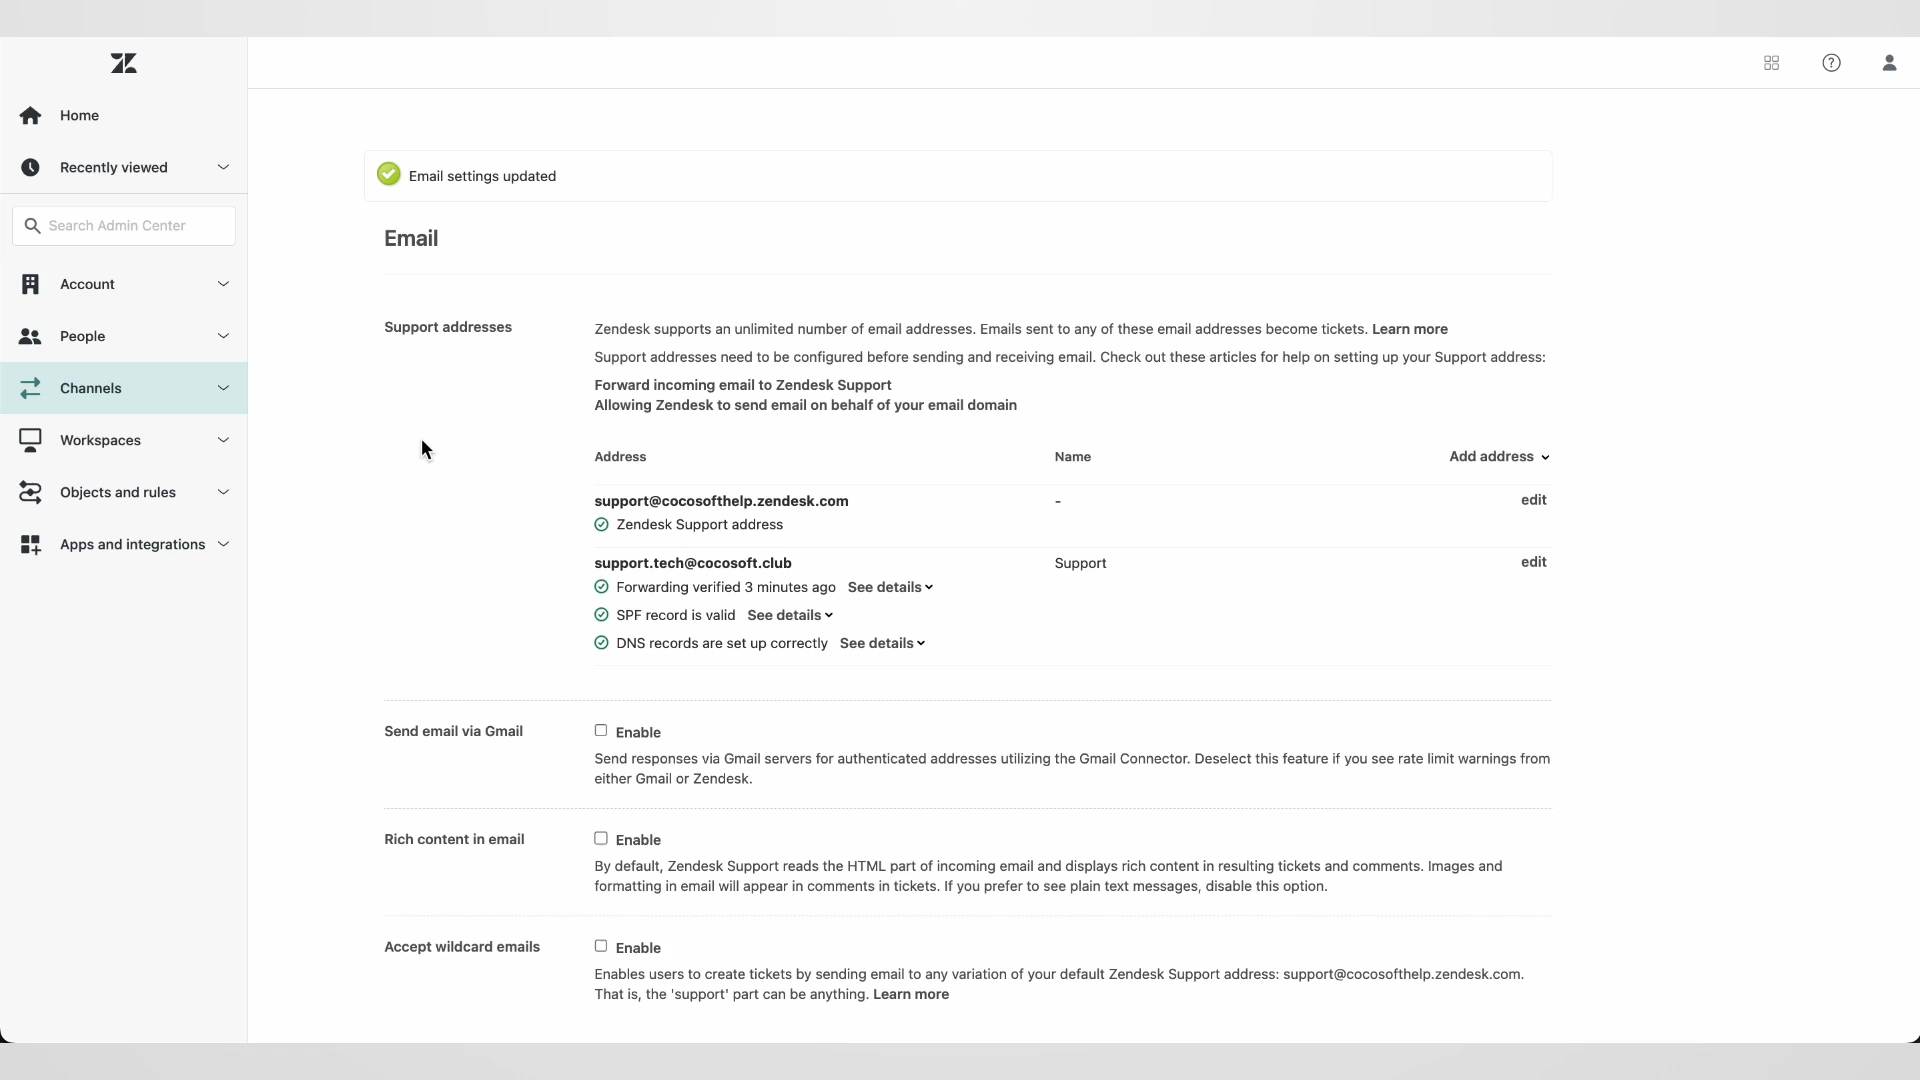 Home
Recently viewed
Search Admin Center
Account
People
Channels
Workspaces
Objects and rules
Apps and integrations
Email settings updated
Email
Support addresses
Zendesk supports an unlimited number of email addresses. Emails sent to any of these email addresses become tickets. Learn more
Support addresses need to be configured before sending and receiving email. Check out these articles for help on setting up your Support address:
Forward incoming email to Zendesk Support
Allowing Zendesk to send email on behalf of your email domain
Address Name Add address
support@cocosofthelp.zendesk.com - edit
Zendesk Support address
support.tech@cocosoft.club Support edit
Forwarding verified 3 minutes ago See details
SPF record is valid See details
DNS records are set up correctly See details
Send email via Gmail Enable
Send responses via Gmail servers for authenticated addresses utilizing the Gmail Connector. Deselect this feature if you see rate limit warnings from
either Gmail or Zendesk.
Rich content in email Enable
By default, Zendesk Support reads the HTML part of incoming email and displays rich content in resulting tickets and comments. Images and
formatting in email will appear in comments in tickets. If you prefer to see plain text messages, disable this option.
Accept wildcard emails Enable
Enables users to create tickets by sending email to any variation of your default Zendesk Support address: support@cocosofthelp.zendesk.com.
That is, the 'support' part can be anything. Learn more